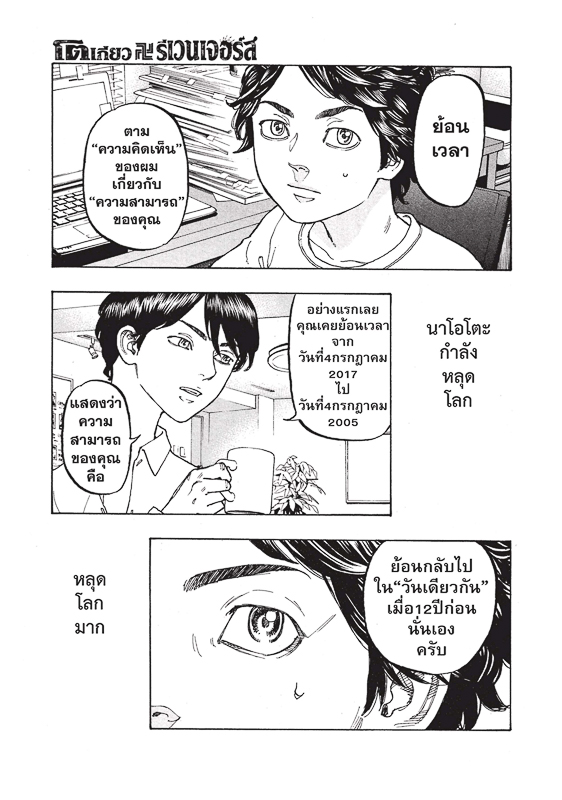 โตเกียว 卍 รีเวนเจอร์ส
ย้อน
เวลา
ตาม
“ความคิดเห็น”
ของผม
เกี่ยวกับ
“ความสามารถ”
ของคุณ
นาโอโตะ
กำลัง
หลุด
โลก
อย่างแรกเลย
คุณเคยย้อนเวลา
จาก
วันที่4กรกฎาคม
2017
ไป
วันที่4กรกฎาคม
2005
แสดงว่า
ความ
สามารถ
ของคุณ
คือ
ย้อนกลับไป
ใน“วันเดียวกัน”
เมื่อ12ปีก่อน
นั่นเอง
ครับ
หลุด
โลก
มาก